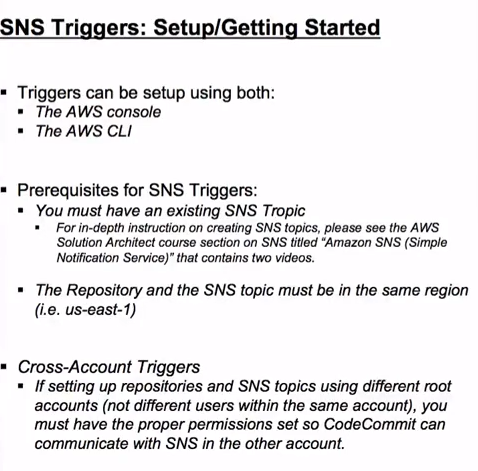 SNS Triggers: Setup/Getting Started
▪ Triggers can be setup using both:
▪ The AWS console
▪ The AWS CLI
▪ Prerequisites for SNS Triggers:
▪ You must have an existing SNS Tropic
▪ For in-depth instruction on creating SNS topics, please see the AWS
Solution Architect course section on SNS titled "Amazon SNS (Simple
Notification Service)" that contains two videos.
▪ The Repository and the SNS topic must be in the same region
(i.e. us-east-1)
▪ Cross-Account Triggers
▪ If setting up repositories and SNS topics using different root
accounts (not different users within the same account), you
must have the proper permissions set so CodeCommit can
communicate with SNS in the other account.